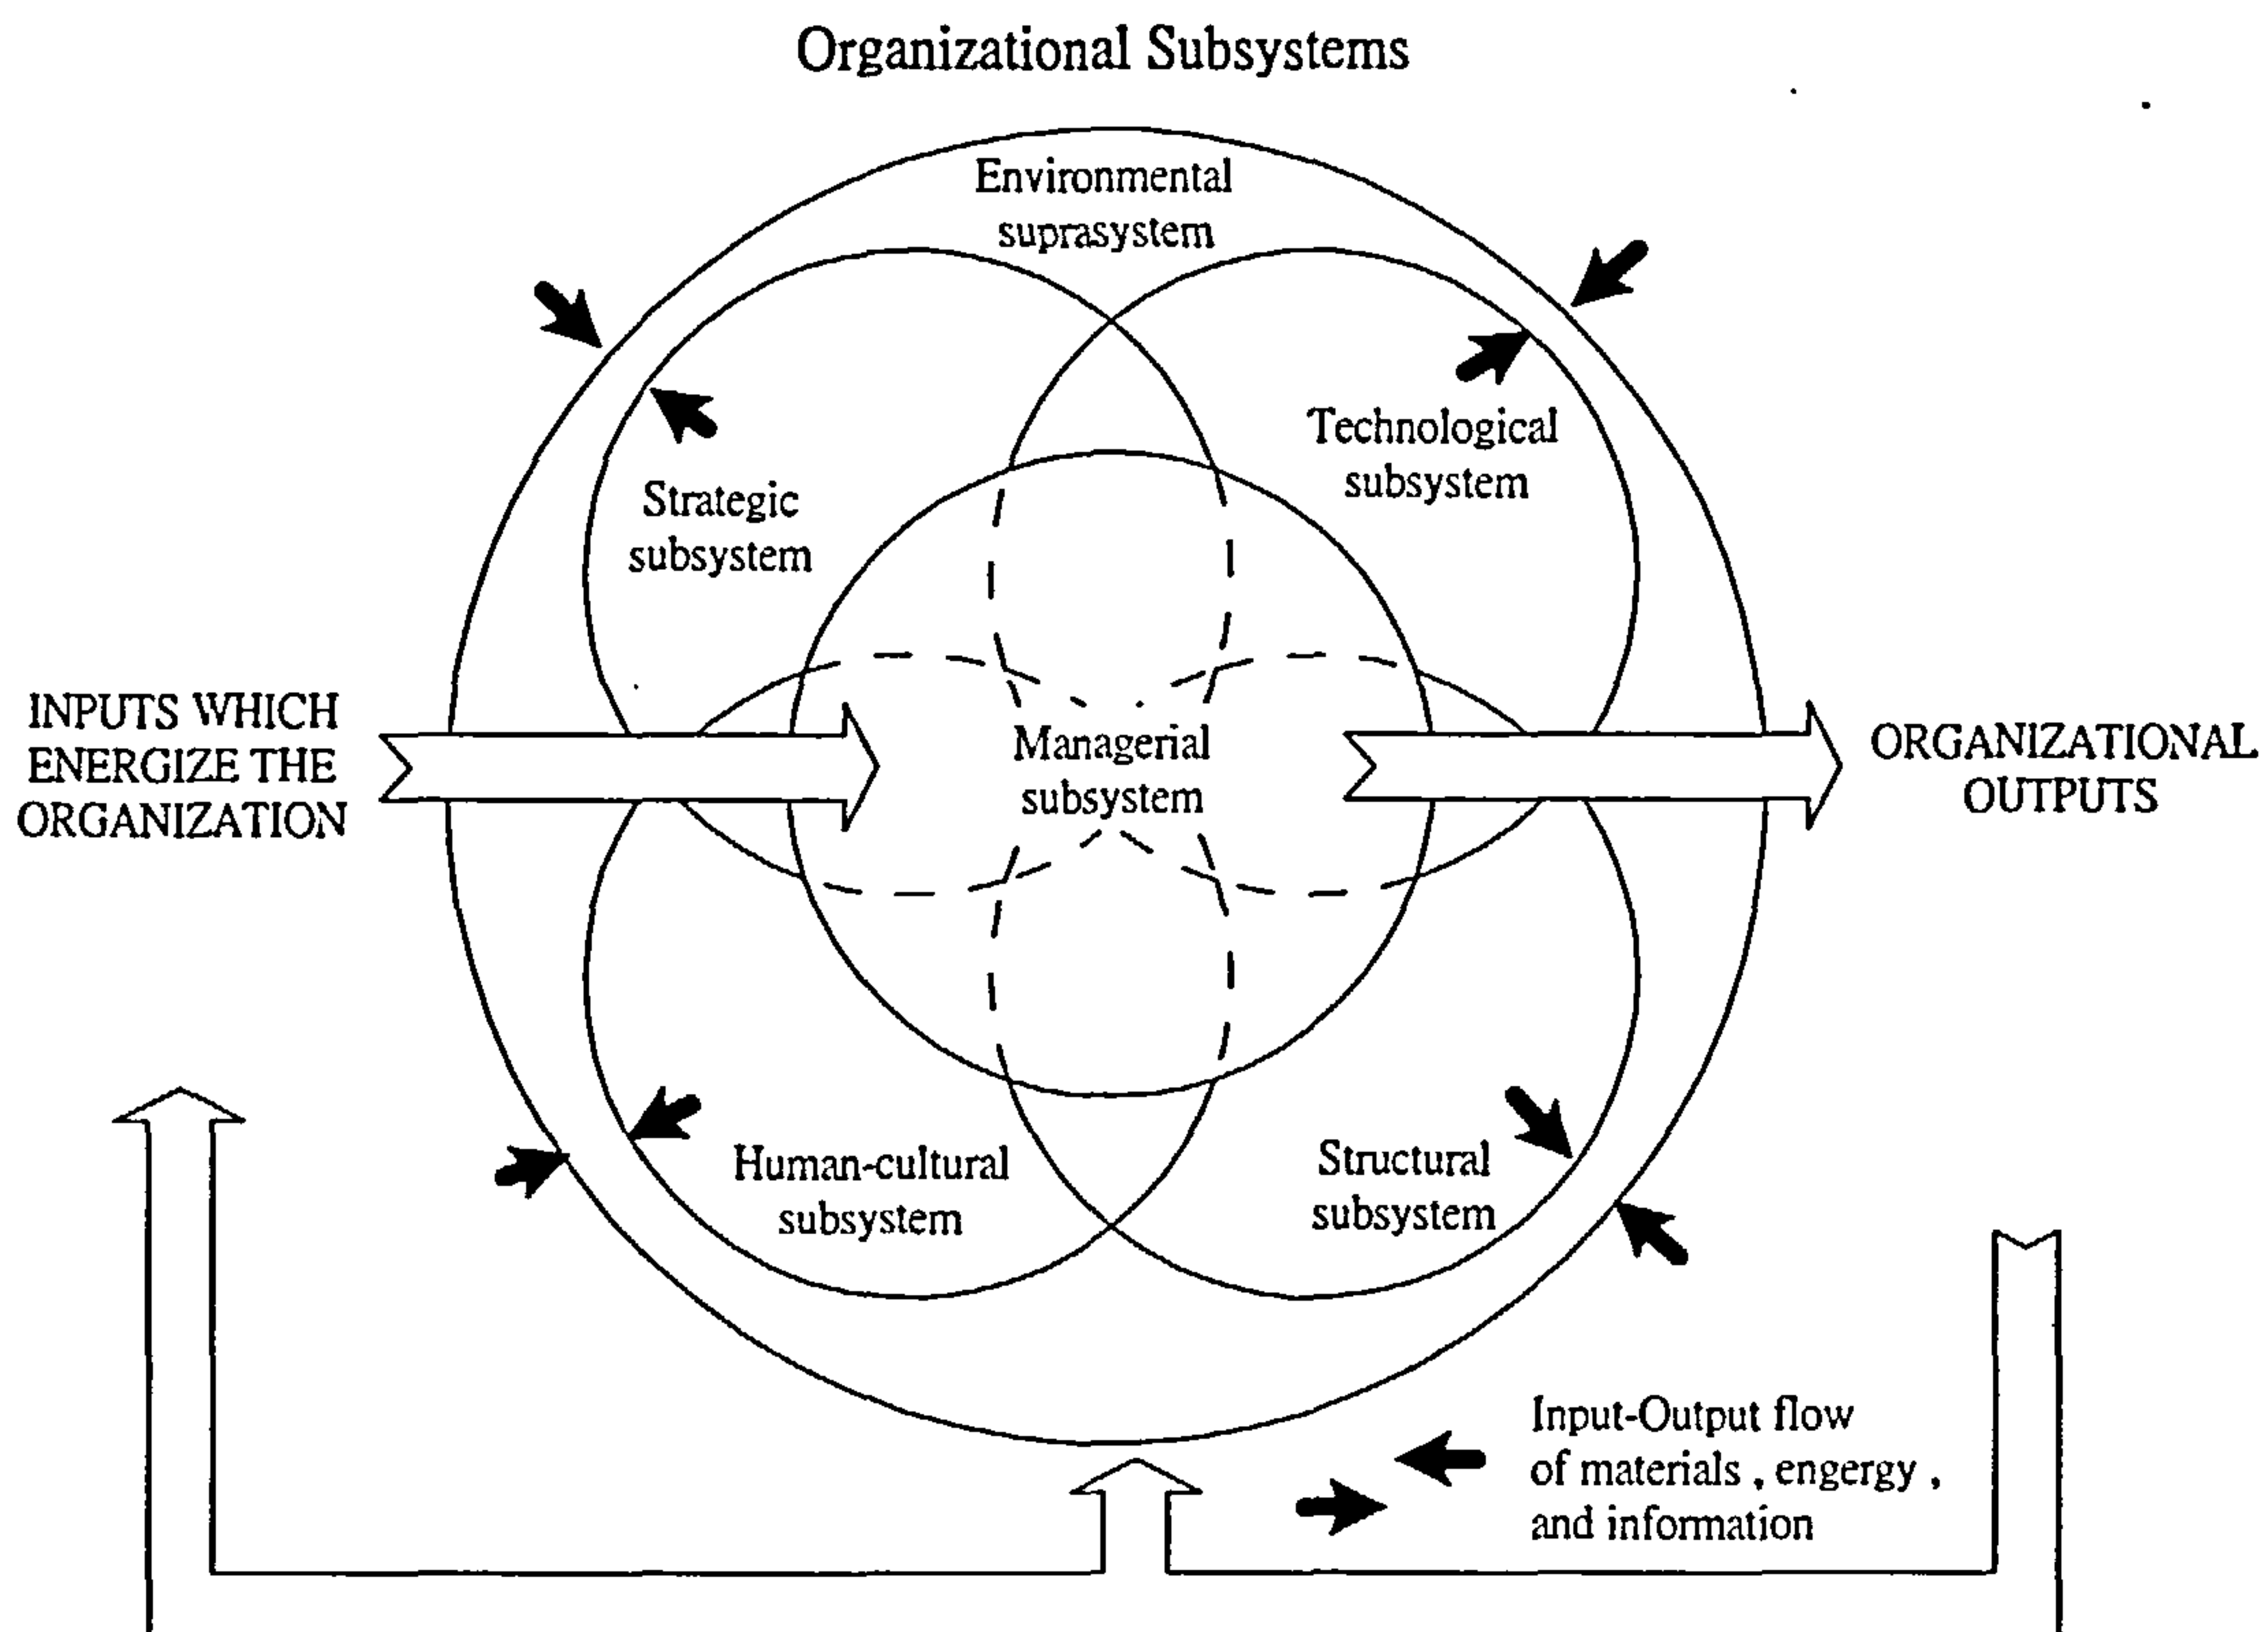 Organizational Subsystems
Environmental
suprasystem
Technological
subsystem
Strategic
subsystem
INPUTS WHICH
ENERGIZE THE
ORGANIZATION
Managerial
subsystem
ORGANIZATIONAL
OUTPUTS
Human-cultural
subsystem
Structural
subsystem
Input-Output flow
of materials , engergy ,
and information